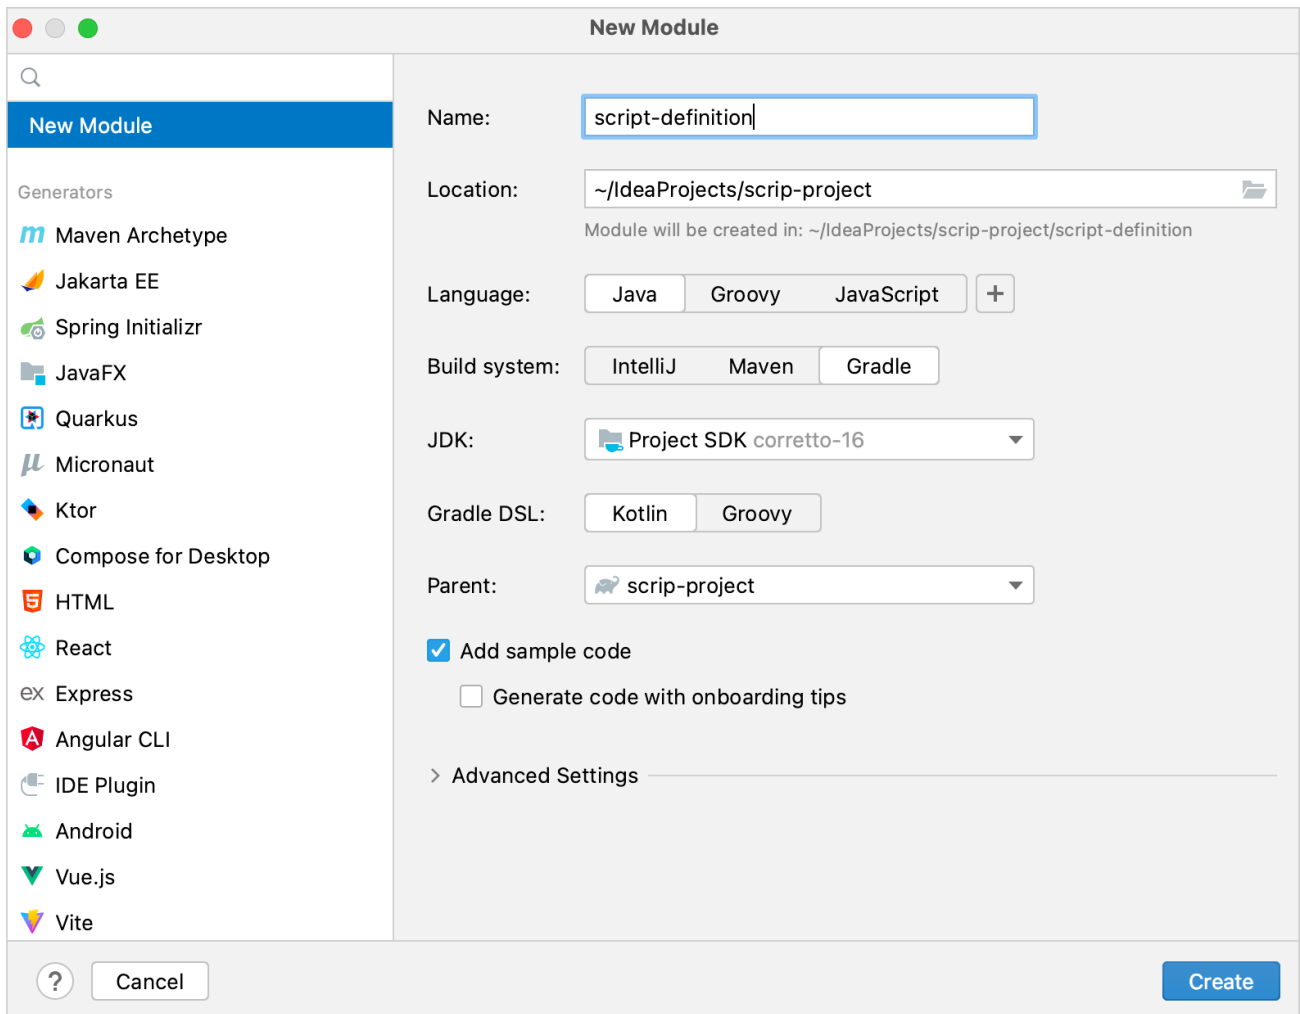 New Module
New Module
Generators
Maven Archetype
Jakarta EE
Spring Initializr
JavaFX
Quarkus
Micronaut
Ktor
Compose for Desktop
HTML
React
Express
Angular CLI
IDE Plugin
Android
Vue.js
Vite
Name: script-definition
Location: ~/IdeaProjects/scrip-project
Module will be created in: ~/IdeaProjects/scrip-project/script-definition
Language: Java Groovy JavaScript +
Build system: IntelliJ Maven Gradle
JDK: Project SDK corretto-16
Gradle DSL: Kotlin Groovy
Parent: scrip-project
Add sample code
Generate code with onboarding tips
Advanced Settings
? Cancel Create